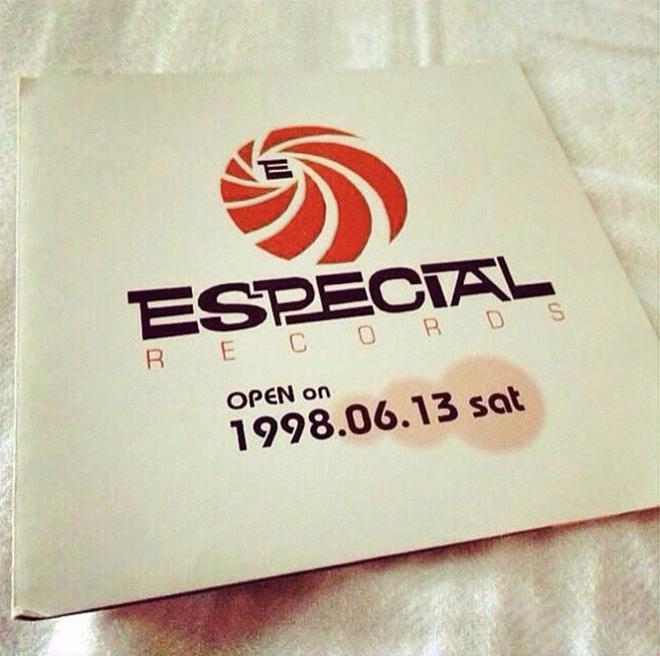 E
ESPECIAL
RECORDS
OPEN on
1998.06.13 sat